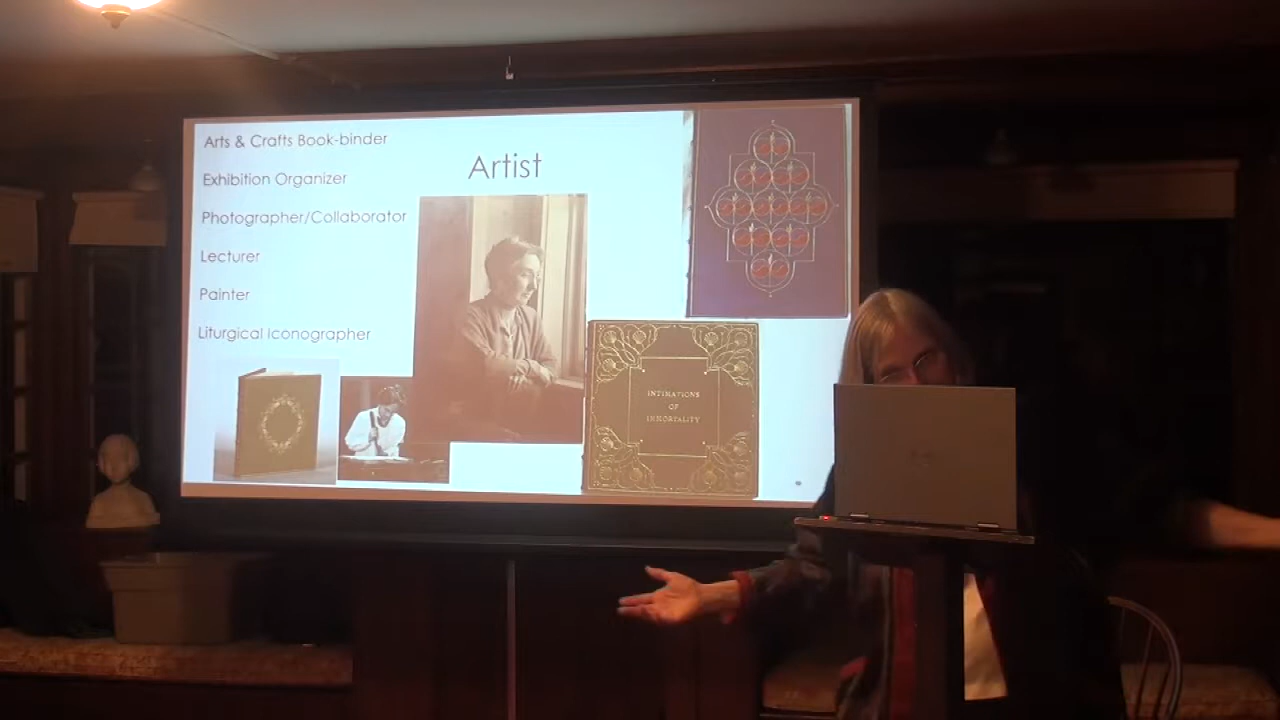 Arts & Crafts Book-binder
Artist
Exhibition Organizer
Photographer/Collaborator
Lecturer
Painter
Liturgical Iconographer
INTIMATIONS
OF
IMMORTALITY